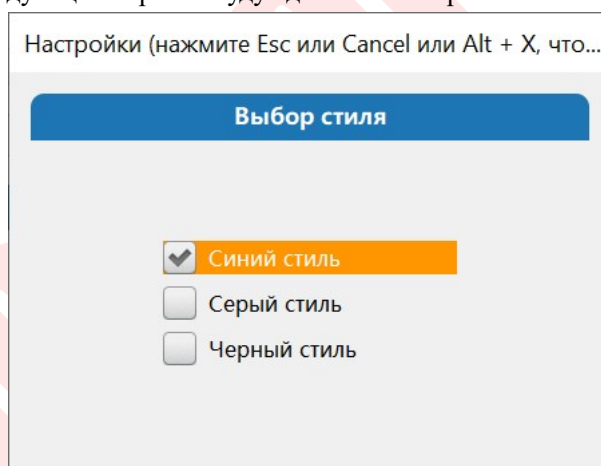 Настройки (нажмите Esc или Cancel или Alt + X, что...
Выбор стиля
Синий стиль
Серый стиль
Черный стиль